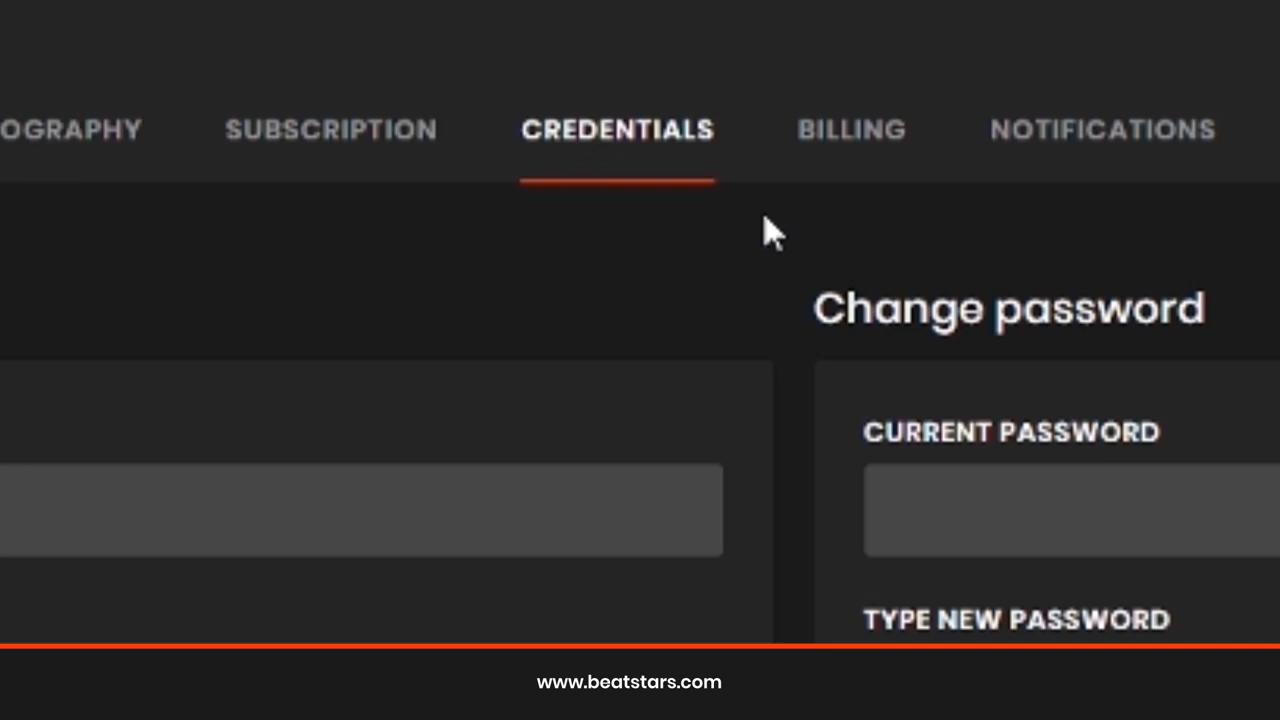 OGRAPHY SUBSCRIPTION CREDENTIALS BILLING NOTIFICATIONS
Change password
CURRENT PASSWORD
TYPE NEW PASSWORD
www.beatstars.com